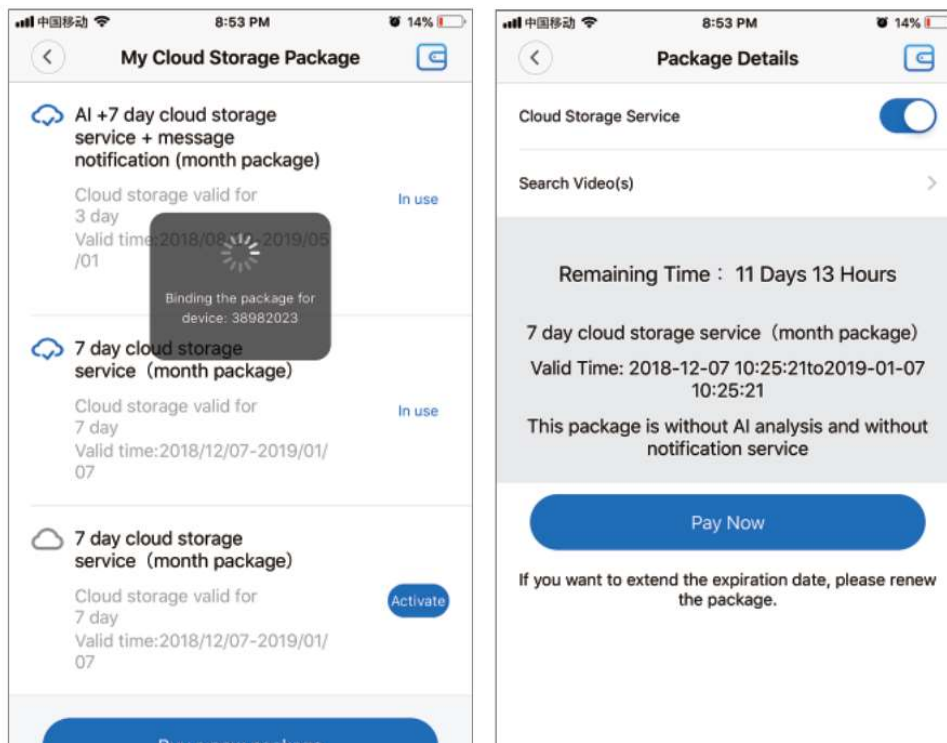 中国移动 8:53 PM 14%
My Cloud Storage Package
AI +7 day cloud storage
service + message
notification (month package)
Cloud storage valid for
3 day
In use
Valid time:2018/08/ -2019/05
/01
Binding the package for
device: 38982023
7 day cloud storage
service（month package)
Cloud storage valid for
7 day
In use
Valid time:2018/12/07-2019/01/
07
7 day cloud storage
service（month package)
Cloud storage valid for
7 day
Activate
Valid time:2018/12/07-2019/01/
07
中国移动 8:53 PM 14%
Package Details
Cloud Storage Service
Search Video(s)
Remaining Time： 11 Days 13 Hours
7 day cloud storage service（month package）
Valid Time: 2018-12-07 10:25:21to2019-01-07
10:25:21
This package is without AI analysis and without
notification service
Pay Now
If you want to extend the expiration date, please renew
the package.